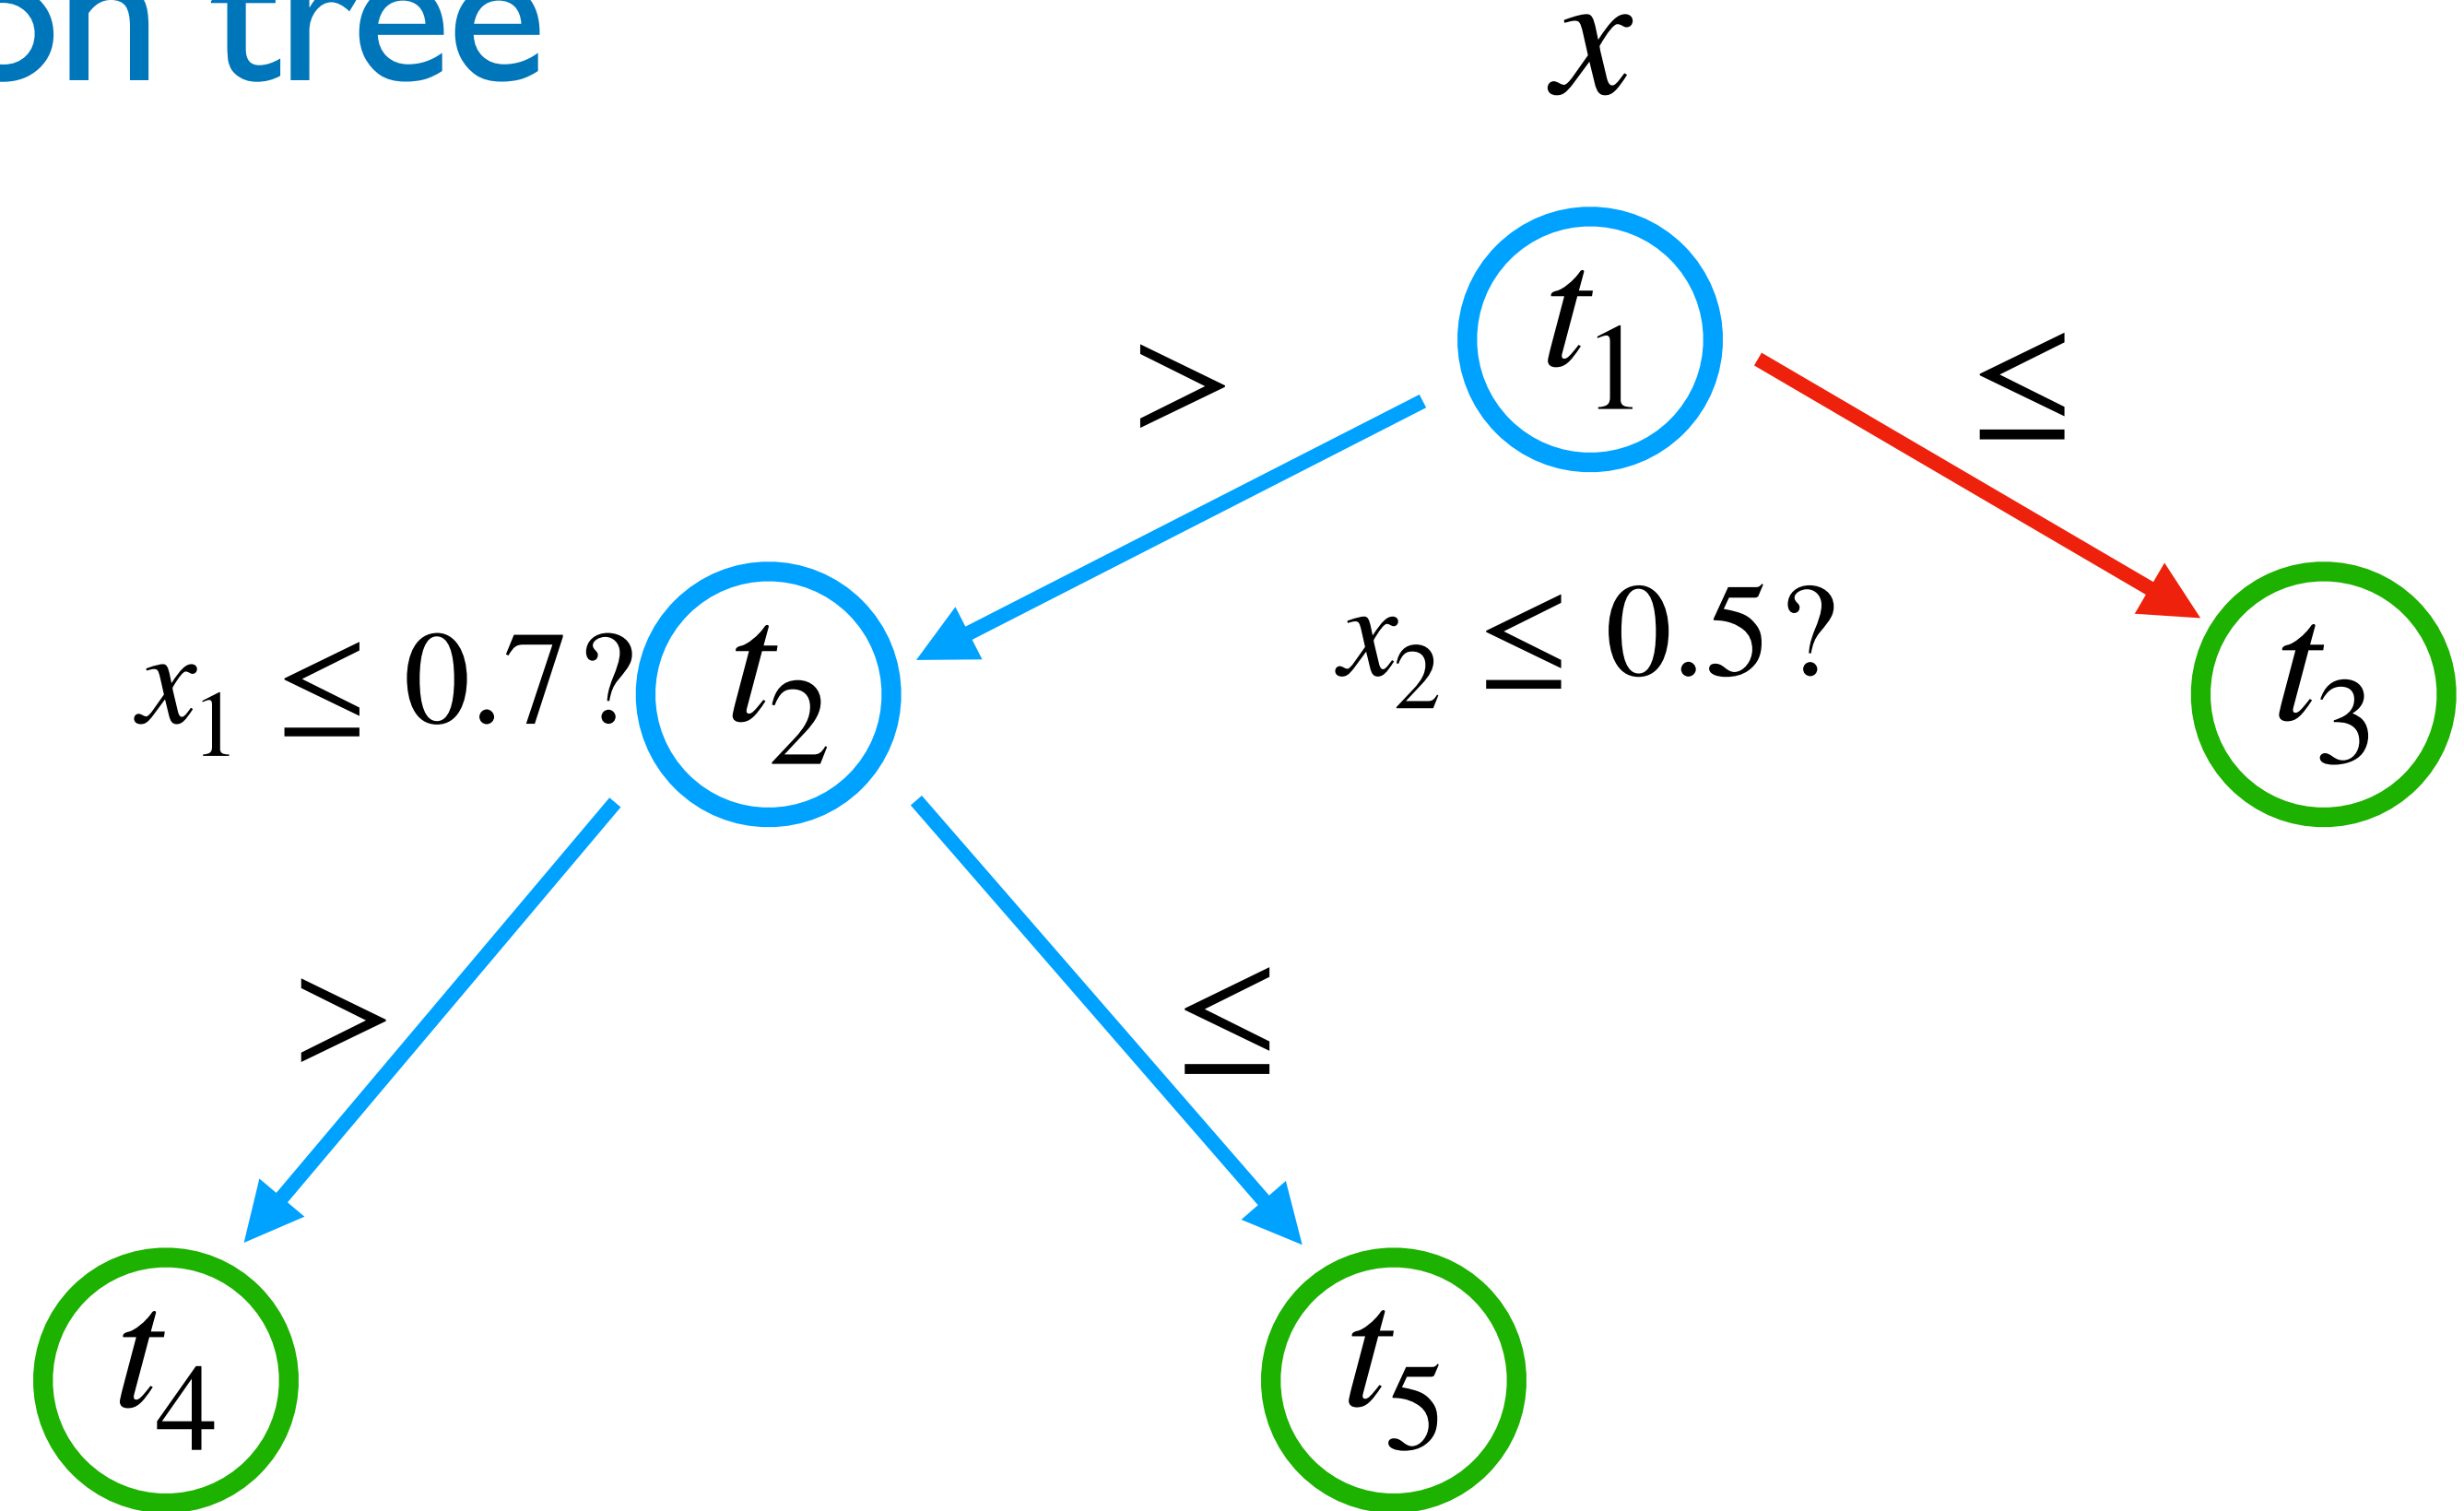 on tree
x
t₁
> ≤
x₁ ≤ 0.7? t₂ x₂ ≤ 0.5? t₃
> ≤
t₄ t₅